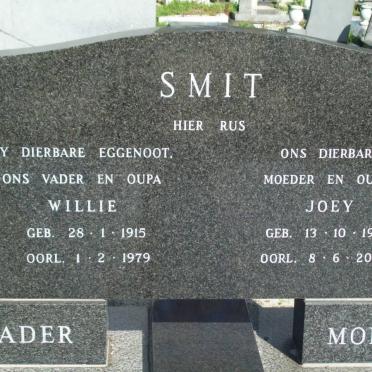 SMIT
HIER RUS
Y DIERBARE EGGENOOT,
ONS VADER EN OUPA
WILLIE
GEB. 28·1·1915
OORL. 1·2·1979
ONS DIERBAR
MOEDER EN OU
JOEY
GEB. 13·10·19
OORL. 8·6·20
ADER
MO